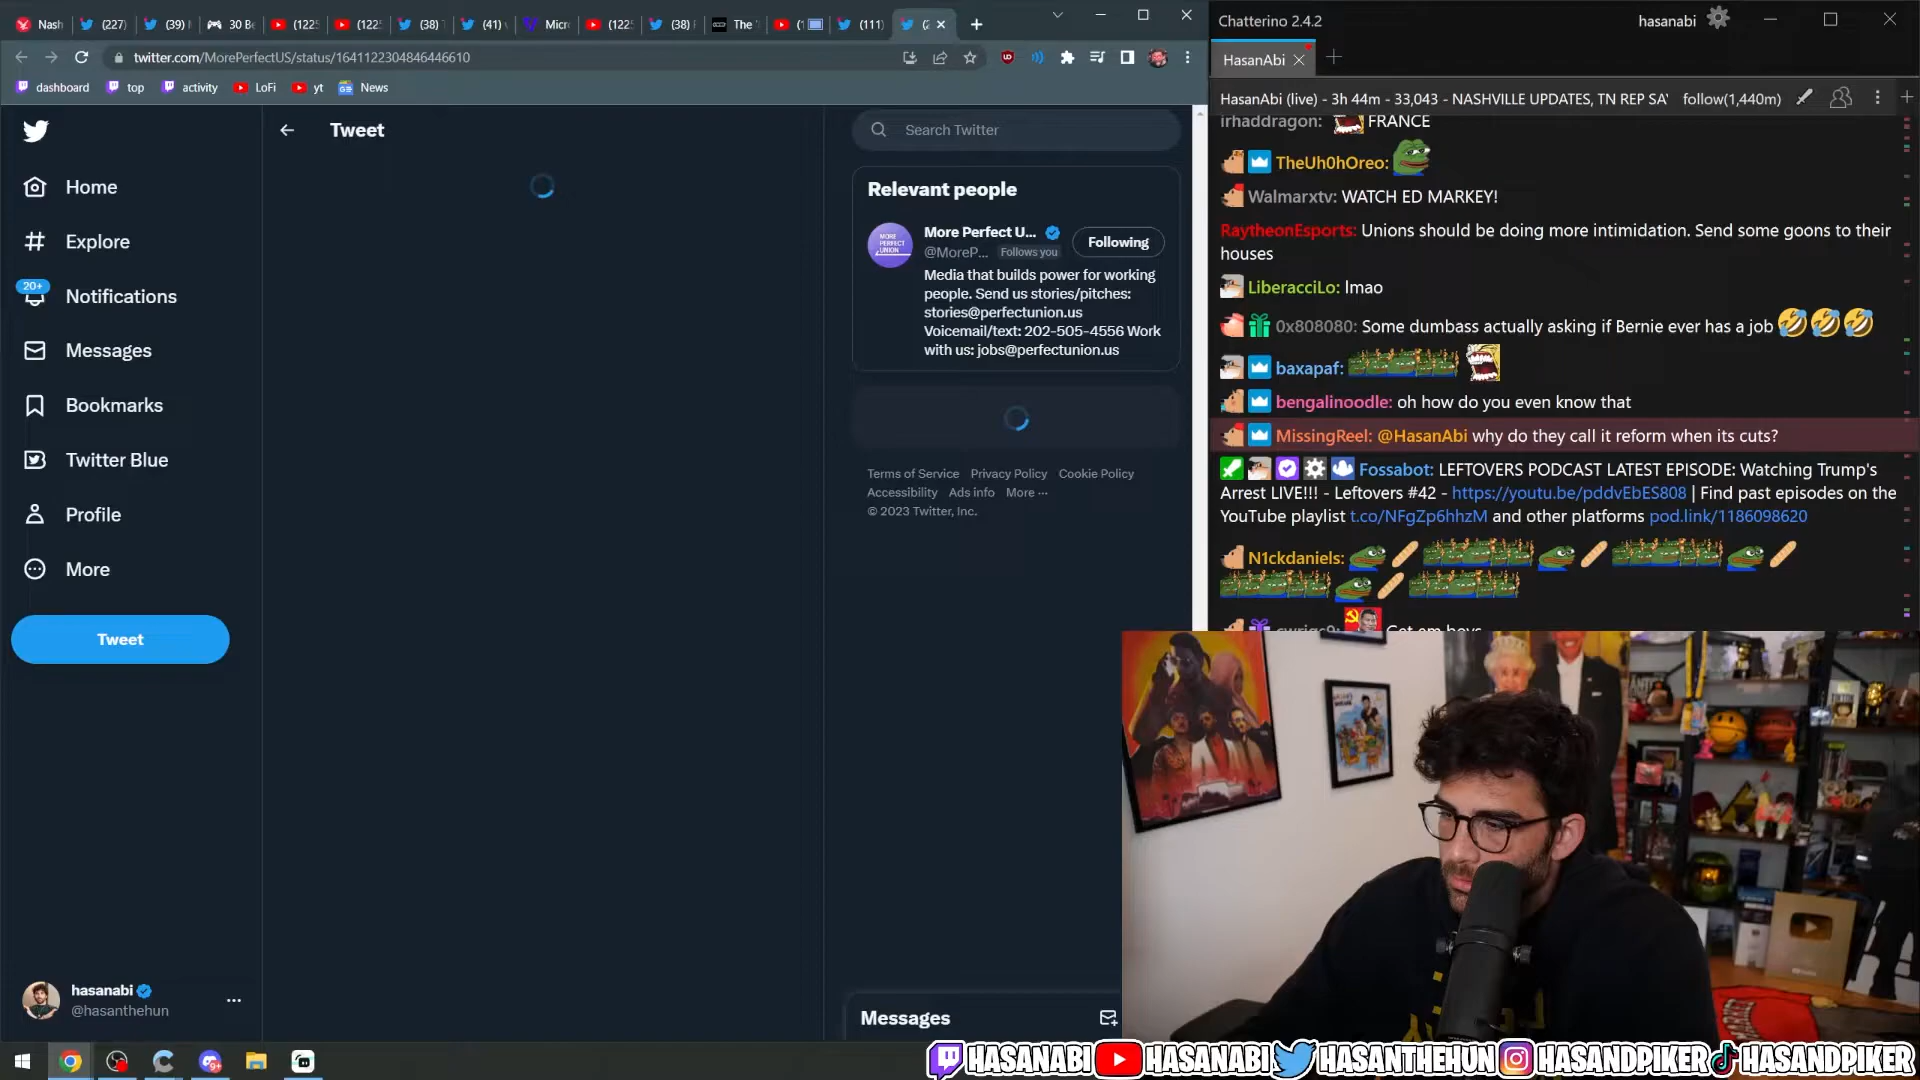 Nash
(227)
(39)
30 Be
(1225
(122
(38)
(41)
Micr
(1225
(38)
The
(111)
twitter.com/MorePerfectUS/status/1641122304846446610
dashboard
top
activity
LoFi
yt
News
Home
Explore
20+
Notifications
Messages
Bookmarks
Twitter Blue
Profile
More
Tweet
hasanabi
@hasanthehun
Tweet
Search Twitter
Relevant people
MORE PERFECT UNION
More Perfect U...
@MoreP... Follows you
Following
Media that builds power for working
people. Send us stories/pitches:
stories@perfectunion.us
Voicemail/text: 202-505-4556 Work
with us: jobs@perfectunion.us
Terms of Service Privacy Policy Cookie Policy
Accessibility Ads info More ···
© 2023 Twitter, Inc.
Messages
Chatterino 2.4.2
hasanabi
HasanAbi
HasanAbi (live) - 3h 44m - 33,043 - NASHVILLE UPDATES, TN REP SA
follow(1,440m)
irhaddragon: FRANCE
TheUh0hOreo:
Walmarxtv: WATCH ED MARKEY!
RaytheonEsports: Unions should be doing more intimidation. Send some goons to their
houses
LiberacciLo: lmao
0x808080: Some dumbass actually asking if Bernie ever has a job
baxapaf:
bengalinoodle: oh how do you even know that
MissingReel: @HasanAbi why do they call it reform when its cuts?
Fossabot: LEFTOVERS PODCAST LATEST EPISODE: Watching Trump's
Arrest LIVE!!! - Leftovers #42 - https://youtu.be/pddvEbES808 | Find past episodes on the
YouTube playlist t.co/NFgZp6hhzM and other platforms pod.link/1186098620
N1ckdaniels:
Get em boys
HASANABI HASANABI HASANTHEHUN HASANDPIKER HASANDPIKER